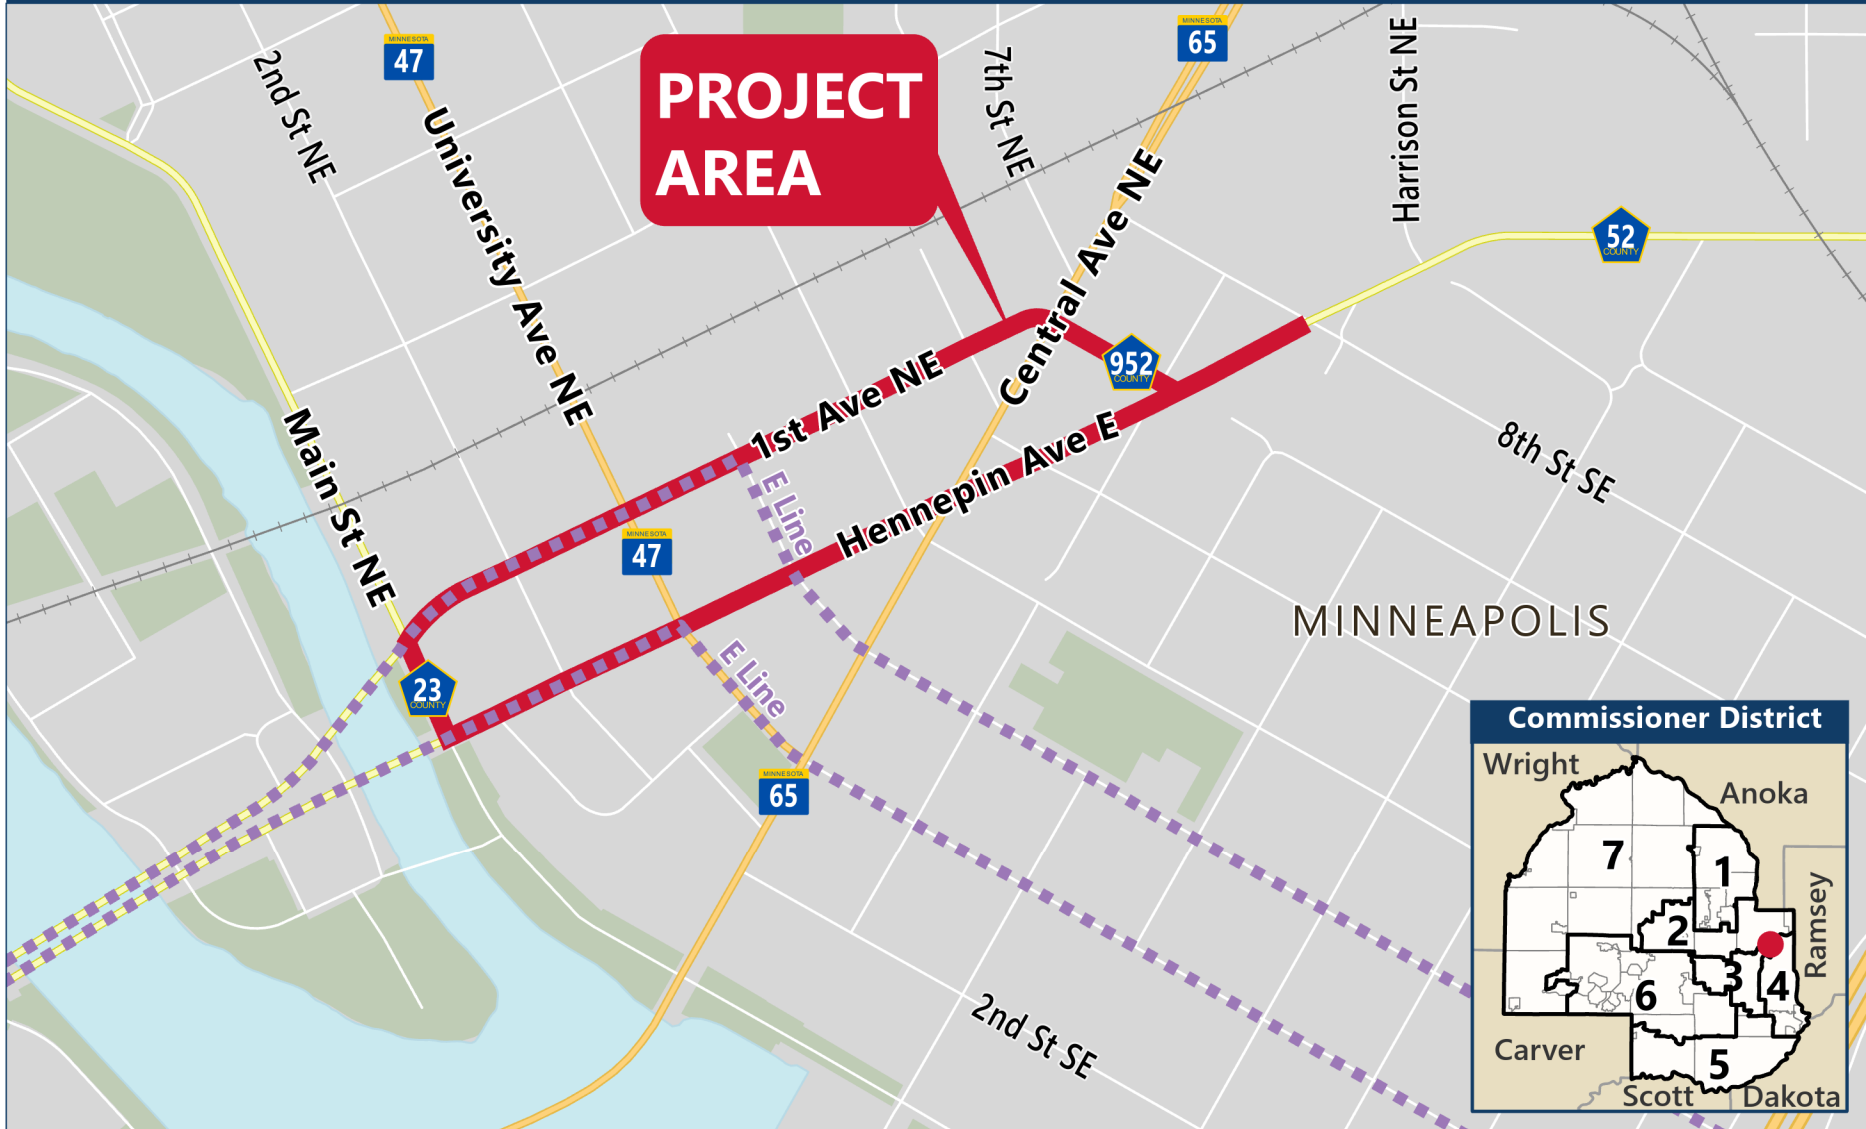 MINNESOTA
47
MINNESOTA
65
2nd St NE
University Ave NE
PROJECT
AREA
7th St NE
Central Ave NE
Harrison St NE
52
COUNTY
952
COUNTY
1st Ave NE
Main St NE
E Line
Hennepin Ave E
8th St SE
MINNESOTA
47
MINNEAPOLIS
23
COUNTY
E Line
MINNESOTA
65
2nd St SE
Commissioner District
Wright
Anoka
7
1
2
Ramsey
3
4
6
Carver
5
Scott
Dakota